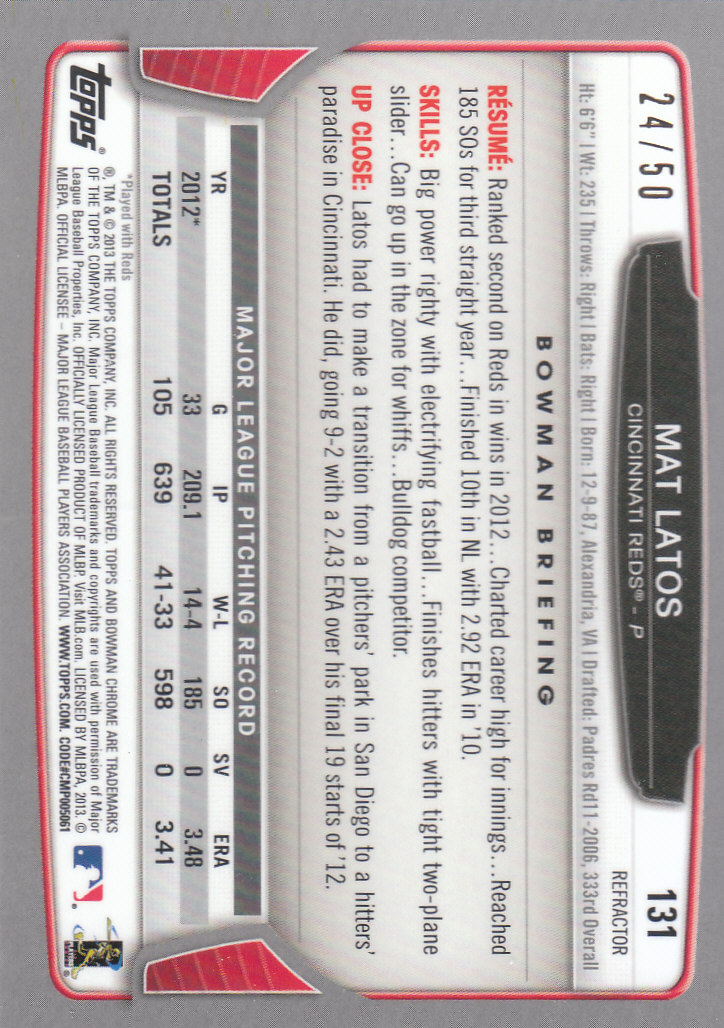 24/50
MAT LATOS
CINCINNATI REDS® - P
131
REFRACTOR
Ht: 6'6" | Wt: 235 | Throws: Right | Bats: Right | Born: 12-9-87, Alexandria, VA | Drafted: Padres Rd11-2006, 333rd Overall
BOWMAN BRIEFING
RÉSUMÉ: Ranked second on Reds in wins in 2012...Charted career high for innings...Reached
185 SOs for third straight year...Finished 10th in NL with 2.92 ERA in '10.
SKILLS: Big power righty with electrifying fastball...Finishes hitters with tight two-plane
slider...Can go up in the zone for whiffs...Bulldog competitor.
UP CLOSE: Latos had to make a transition from a pitchers' park in San Diego to a hitters'
paradise in Cincinnati. He did, going 9-2 with a 2.43 ERA over his final 19 starts of '12.
MAJOR LEAGUE PITCHING RECORD
YR G IP W-L SO SV ERA
2012* 33 209.1 14-4 185 0 3.48
TOTALS 105 639 41-33 598 0 3.41
*Played with Reds
topps®
®, TM & © 2013 THE TOPPS COMPANY, INC. ALL RIGHTS RESERVED. TOPPS AND BOWMAN CHROME ARE TRADEMARKS
OF THE TOPPS COMPANY, INC. Major League Baseball trademarks and copyrights are used with permission of Major
League Baseball Properties, Inc. OFFICIALLY LICENSED PRODUCT OF MLBP. Visit MLB.com. LICENSED BY MLBPA, 2013. ©
MLBPA. OFFICIAL LICENSEE – MAJOR LEAGUE BASEBALL PLAYERS ASSOCIATION. WWW.TOPPS.COM. CODE#CMP005061